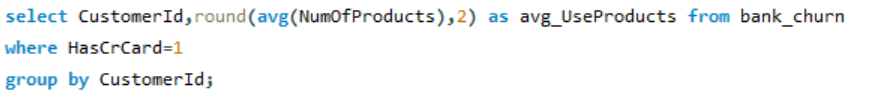 select CustomerId,round(avg(NumOfProducts),2) as avg_UseProducts from bank_churn
where HasCrCard=1
group by CustomerId;